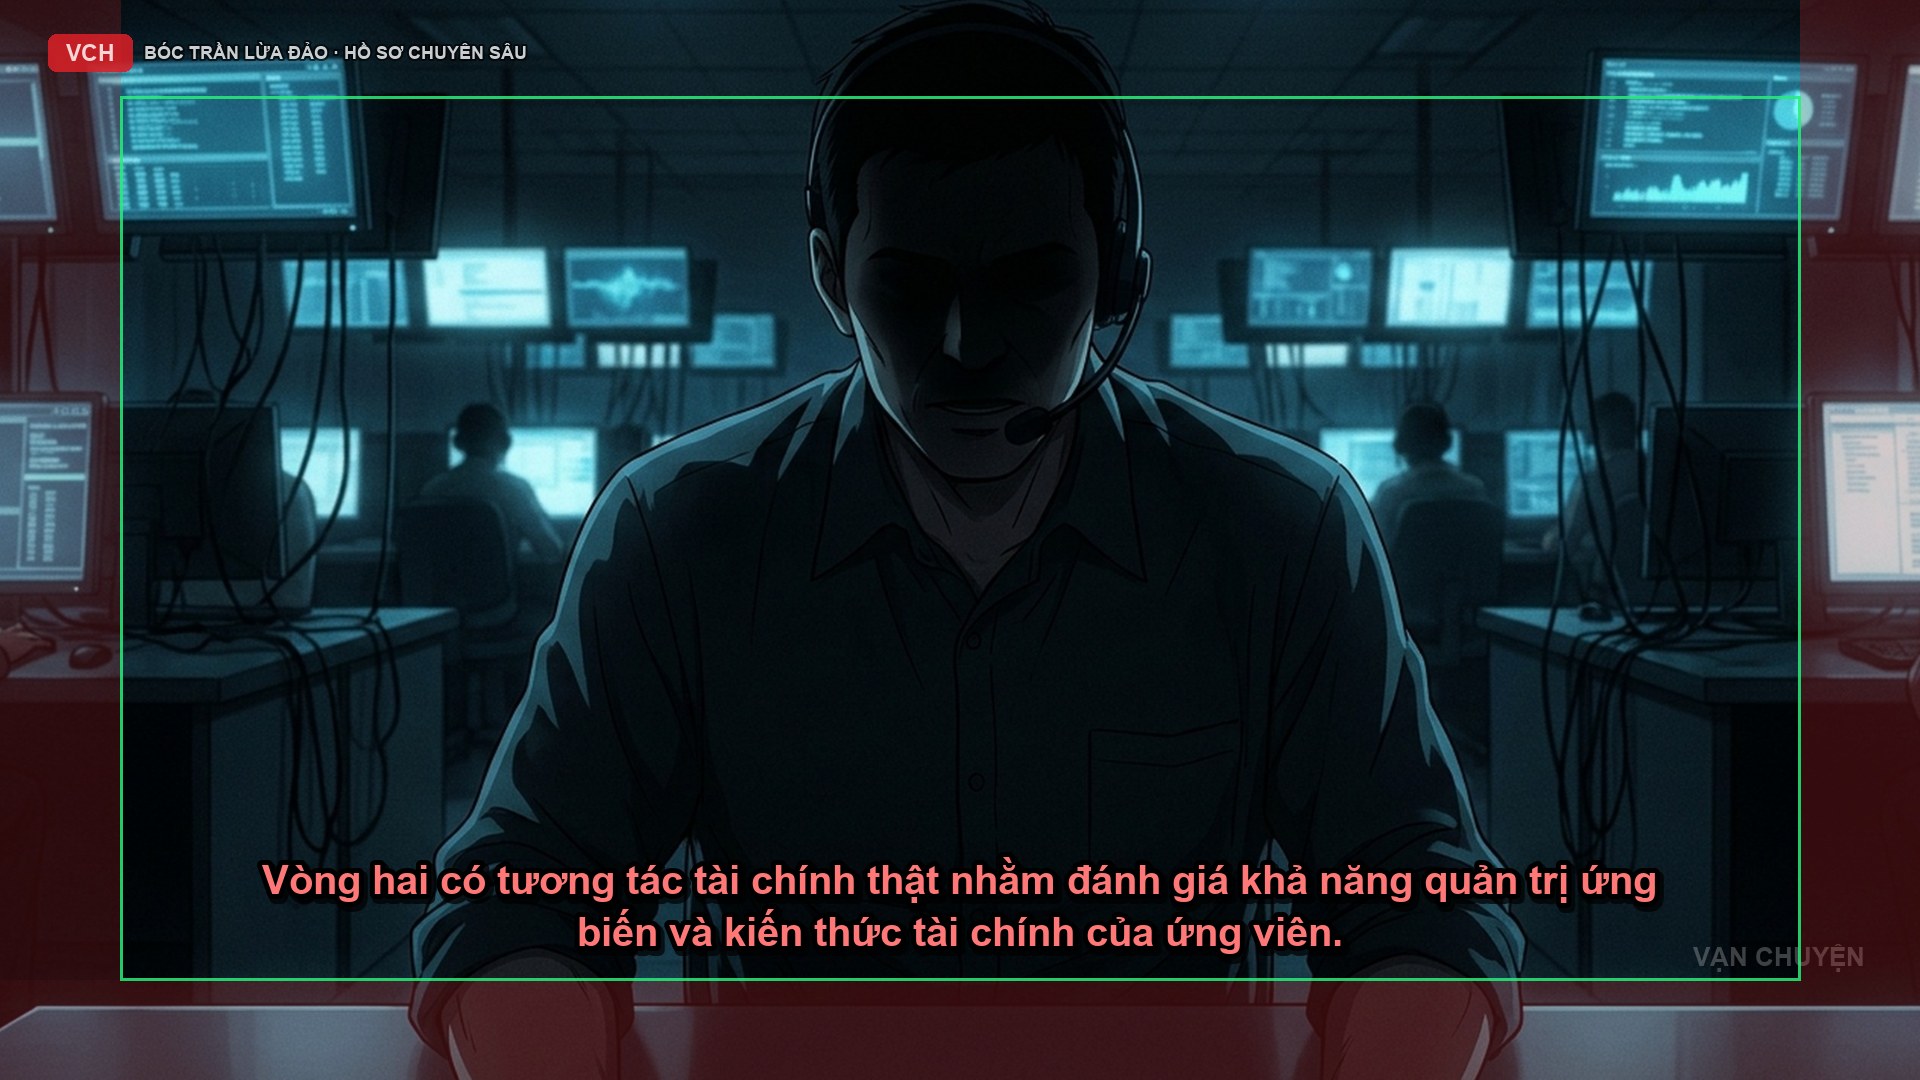 VCH BÓC TRẦN LỪA ĐẢO · HỒ SƠ CHUYÊN SÂU
Vòng hai có tương tác tài chính thật nhằm đánh giá khả năng quản trị ứng
biến và kiến thức tài chính của ứng viên.
VẠN CHUYỆN